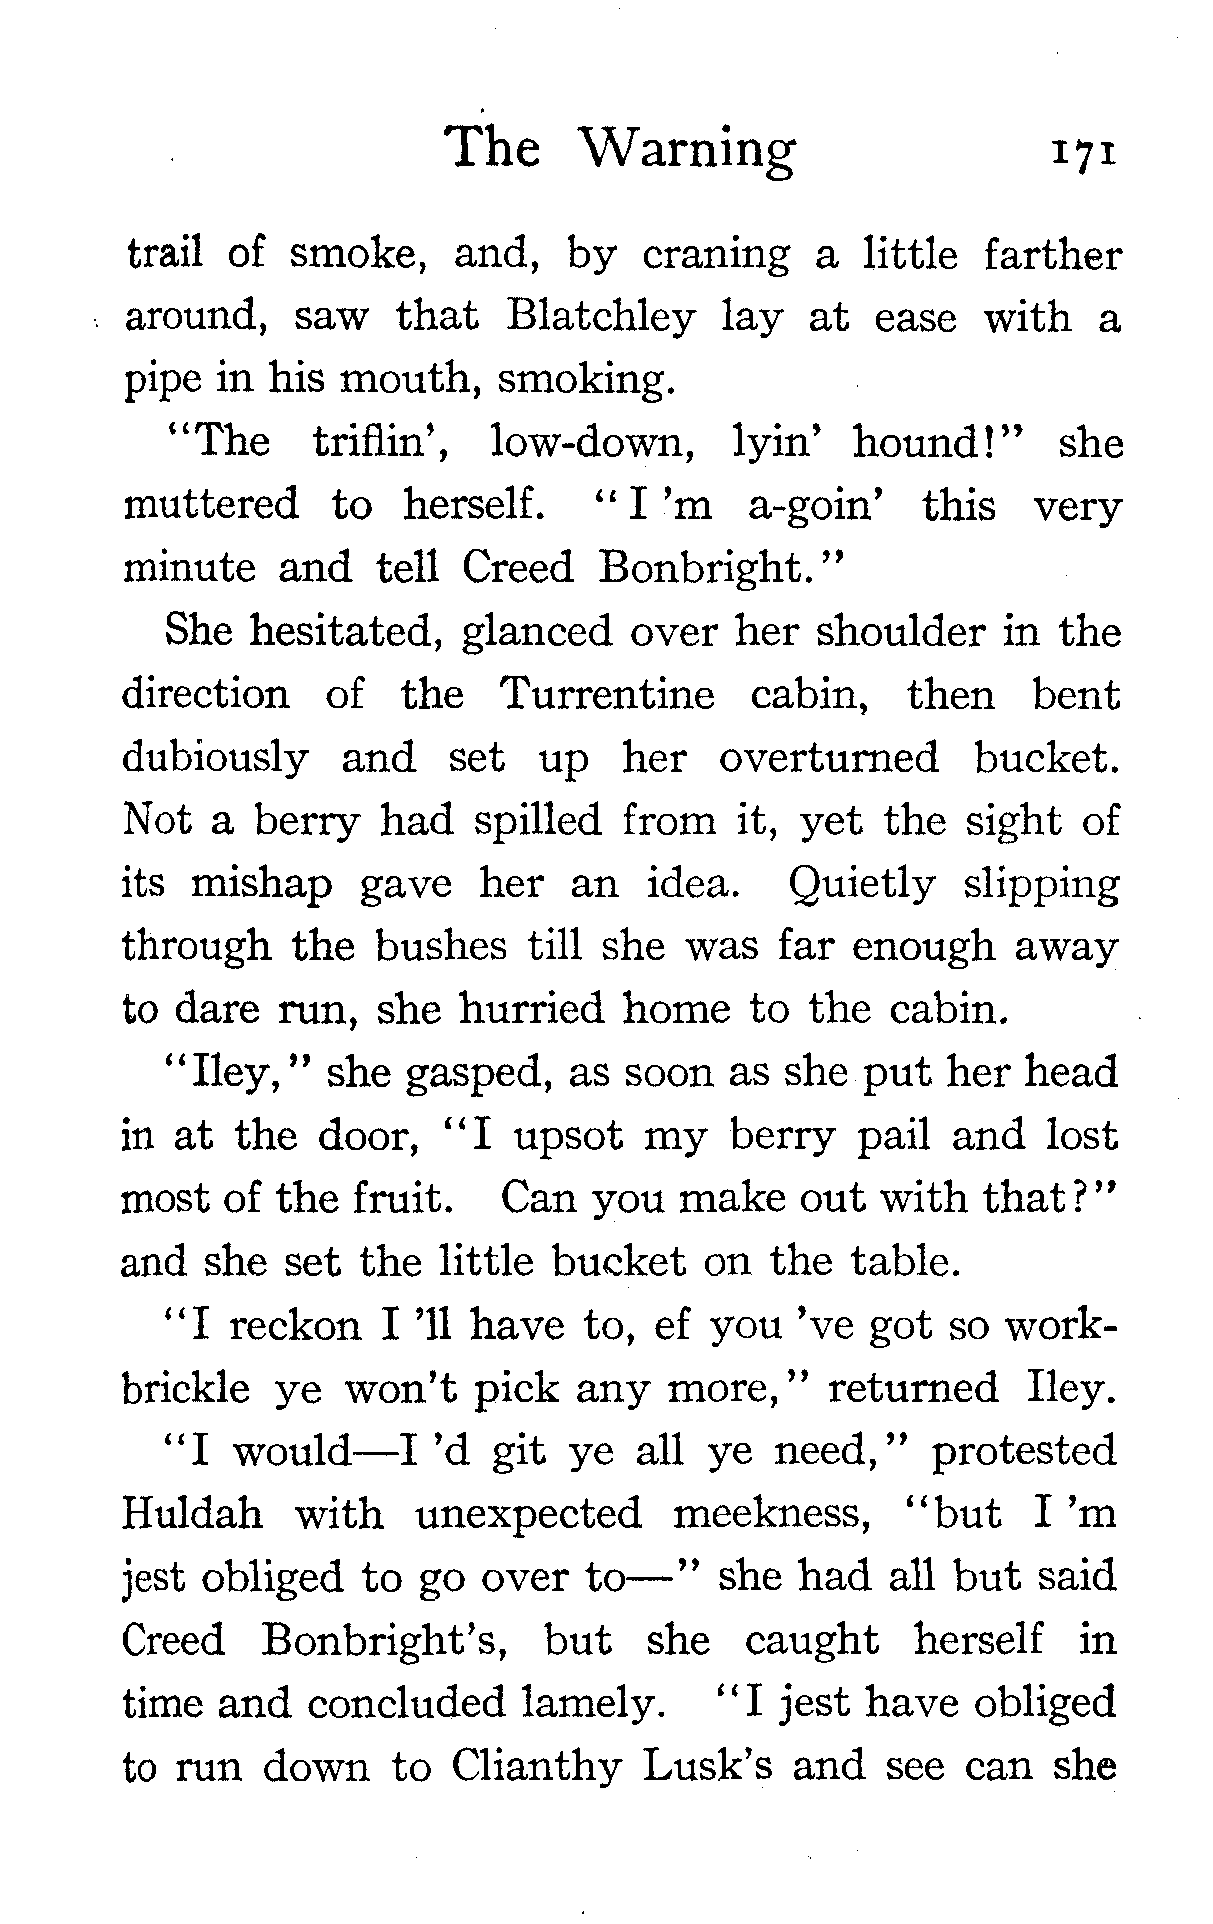 The Warning 171
trail of smoke, and, by craning a little farther
around, saw that Blatchley lay at ease with a
pipe in his mouth, smoking.
"The triflin', low-down, lyin' hound!" she
muttered to herself. "I 'm a-goin' this very
minute and tell Creed Bonbright."
She hesitated, glanced over her shoulder in the
direction of the Turrentine cabin, then bent
dubiously and set up her overturned bucket.
Not a berry had spilled from it, yet the sight of
its mishap gave her an idea. Quietly slipping
through the bushes till she was far enough away
to dare run, she hurried home to the cabin.
"Iley," she gasped, as soon as she put her head
in at the door, "I upsot my berry pail and lost
most of the fruit. Can you make out with that?"
and she set the little bucket on the table.
"I reckon I 'll have to, ef you 've got so work-
brickle ye won't pick any more," returned Iley.
"I would—I 'd git ye all ye need," protested
Huldah with unexpected meekness, "but I 'm
jest obliged to go over to—" she had all but said
Creed Bonbright's, but she caught herself in
time and concluded lamely. "I jest have obliged
to run down to Clianthy Lusk's and see can she